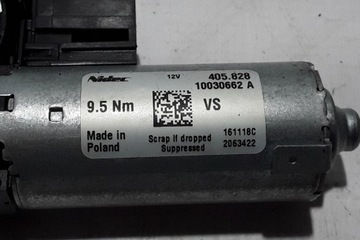 Nidec 12V 405.828
10030662 A
9.5 Nm VS
Made in Poland
Scrap if dropped
Suppressed
161118C
2063422